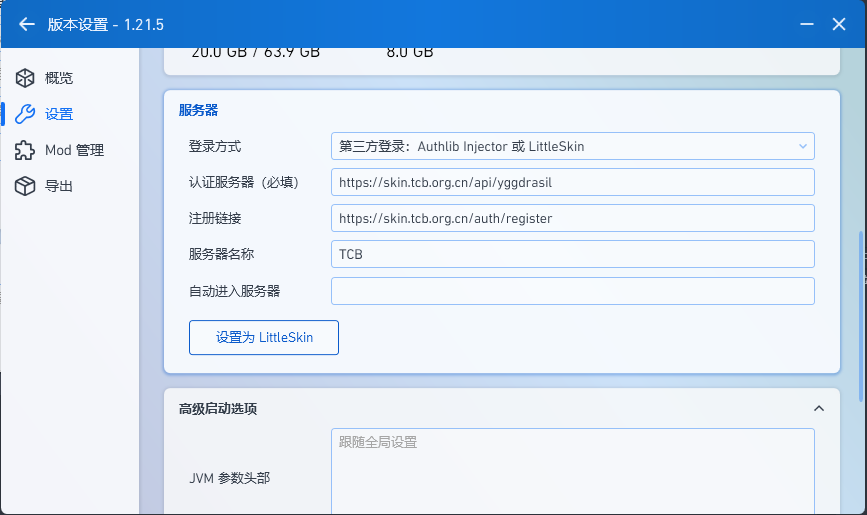 版本设置 - 1.21.5
20.0 GB / 63.9 GB 8.0 GB
概览
设置
Mod 管理
导出
服务器
登录方式 第三方登录：Authlib Injector 或 LittleSkin
认证服务器（必填） https://skin.tcb.org.cn/api/yggdrasil
注册链接 https://skin.tcb.org.cn/auth/register
服务器名称 TCB
自动进入服务器
设置为 LittleSkin
高级启动选项
跟随全局设置
JVM 参数头部